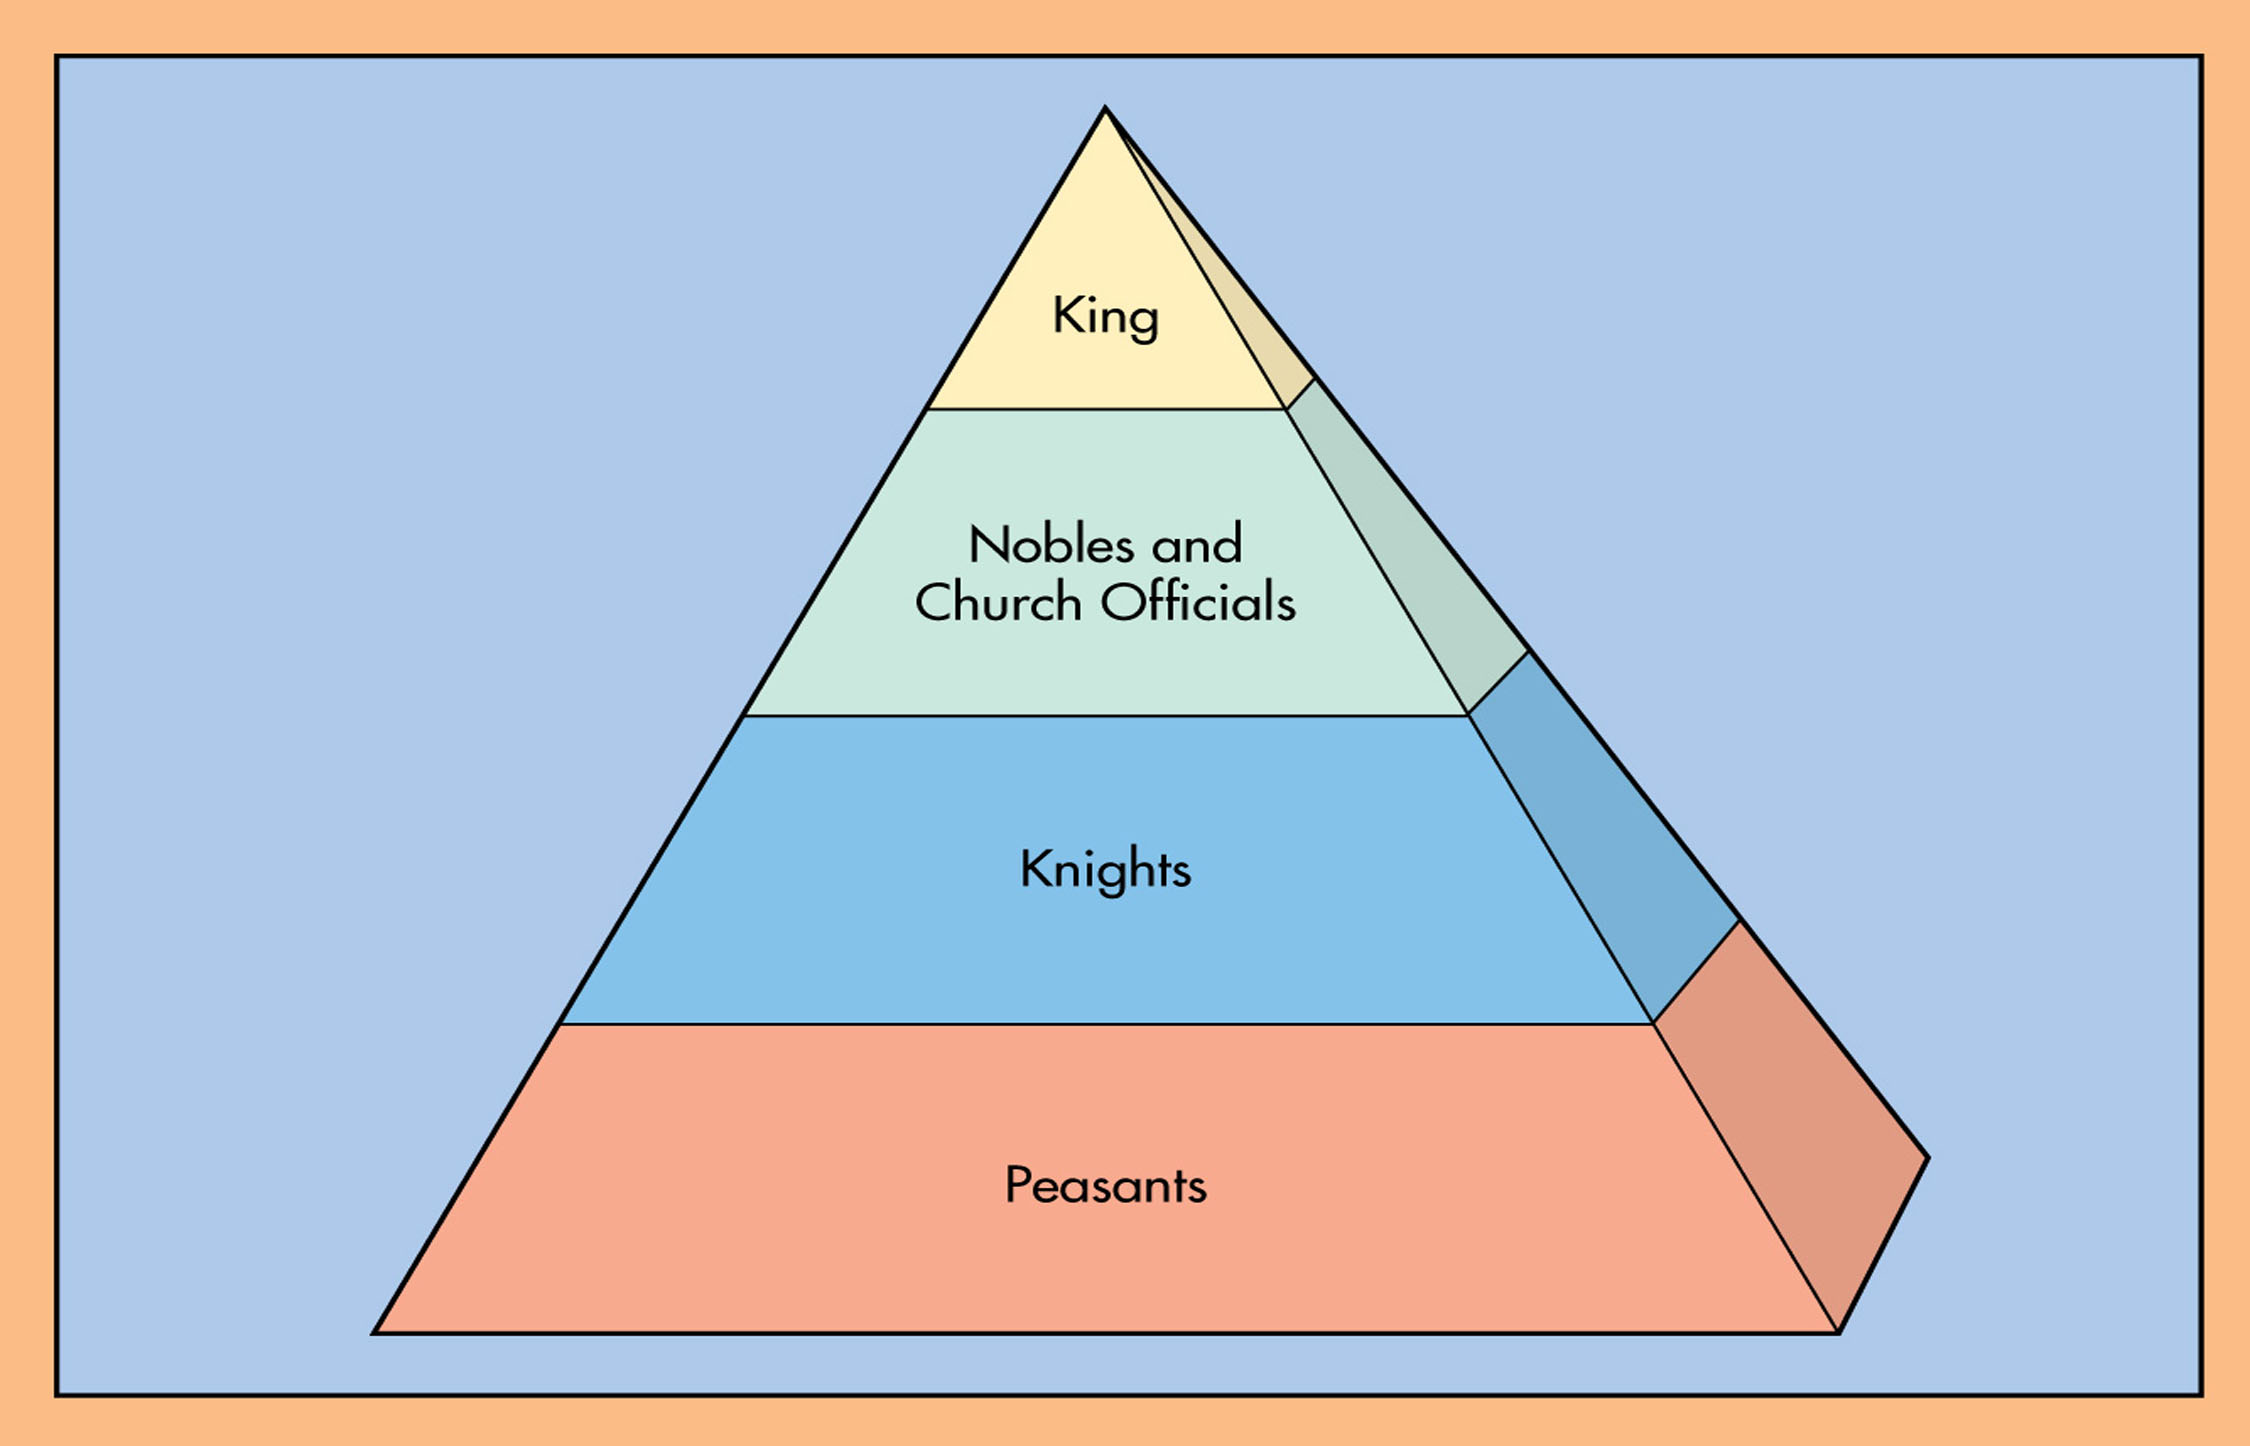 King
Nobles and
Church Officials
Knights
Peasants